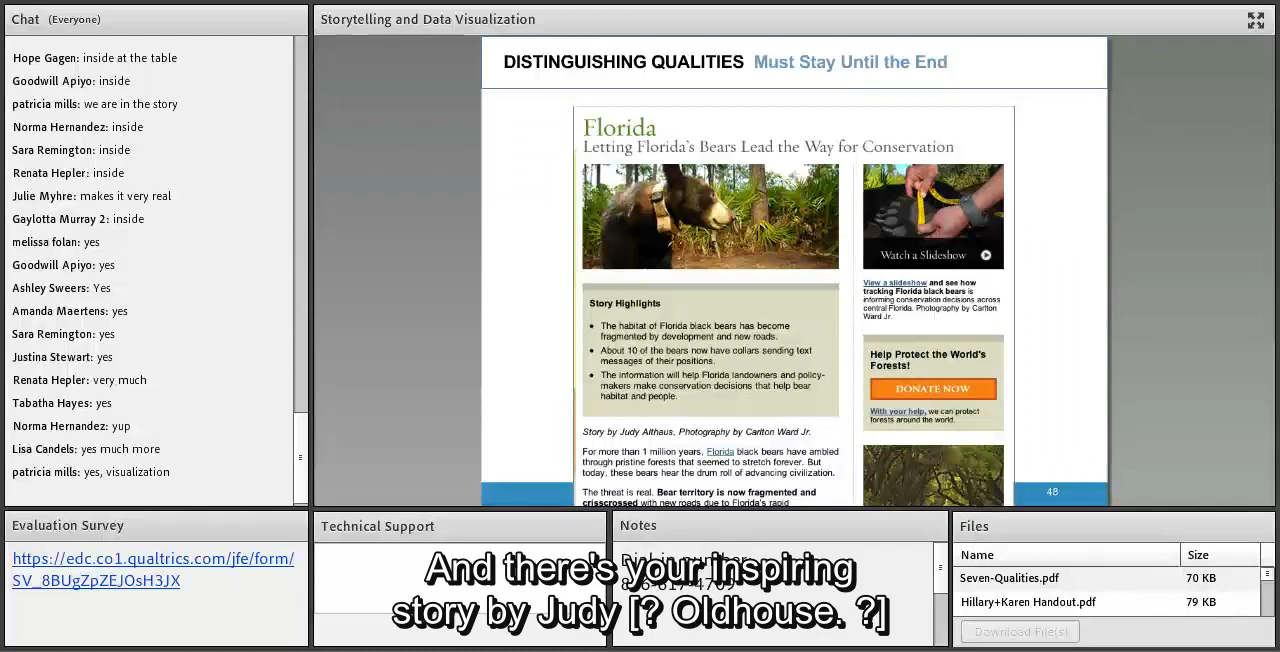 Chat (Everyone)
Hope Gagen: inside at the table
Goodwill Apiyo: inside
patricia mills: we are in the story
Norma Hernandez: inside
Sara Remington: inside
Renata Hepler: inside
Julie Myhre: makes it very real
Gaylotta Murray 2: inside
melissa folan: yes
Goodwill Apiyo: yes
Ashley Sweers: Yes
Amanda Maertens: yes
Sara Remington: yes
Justina Stewart: yes
Renata Hepler: very much
Tabatha Hayes: yes
Norma Hernandez: yup
Lisa Candels: yes much more
patricia mills: yes, visualization
Storytelling and Data Visualization
DISTINGUISHING QUALITIES Must Stay Until the End
Florida
Letting Florida's Bears Lead the Way for Conservation
Story Highlights
• The habitat of Florida black bears has become
fragmented by development and new roads.
• About 10 of the bears now have collars sending text
messages of their positions.
• The information will help Florida landowners and policy-
makers make conservation decisions that help bear
habitat and people.
Story by Judy Althaus, Photography by Carlton Ward Jr.
For more than 1 million years, Florida black bears have ambled
through pristine forests that seemed to stretch forever. But
today, these bears hear the drum roll of advancing civilization.
The threat is real. Bear territory is now fragmented and
crisscrossed with new roads due to Florida's rapid
Watch a Slideshow
View a slideshow and see how
tracking Florida black bears is
informing conservation decisions across
central Florida. Photography by Carlton
Ward Jr.
Help Protect the World's
Forests!
DONATE NOW
With your help, we can protect
forests around the world.
48
Evaluation Survey
https://edc.co1.qualtrics.com/jfe/form/
SV_8BUgZpZEJOsH3JX
Technical Support
Notes
Dial-in number
Files
Name Size
Seven-Qualities.pdf 70 KB
Hillary+Karen Handout.pdf 79 KB
Download File(s)
And there's your inspiring
story by Judy [? Oldhouse. ?]